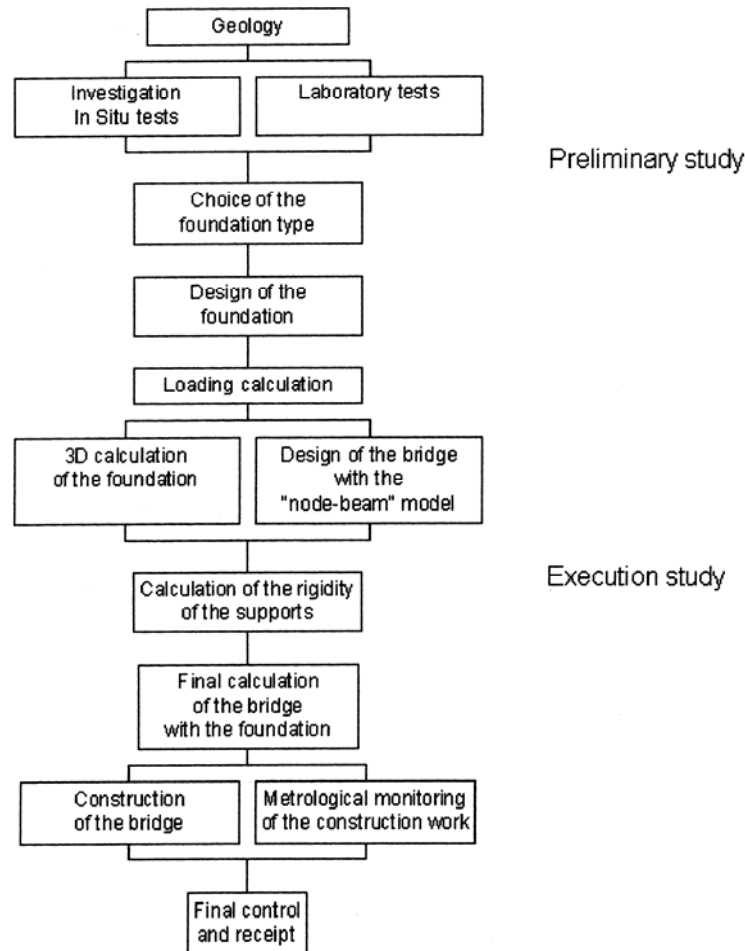 Geology
Investigation
In Situ tests
Laboratory tests
Preliminary study
Choice of the
foundation type
Design of the
foundation
Loading calculation
3D calculation
of the foundation
Design of the bridge
with the
"node-beam" model
Execution study
Calculation of the rigidity
of the supports
Final calculation
of the bridge
with the foundation
Construction
of the bridge
Metrological monitoring
of the construction work
Final control
and receipt